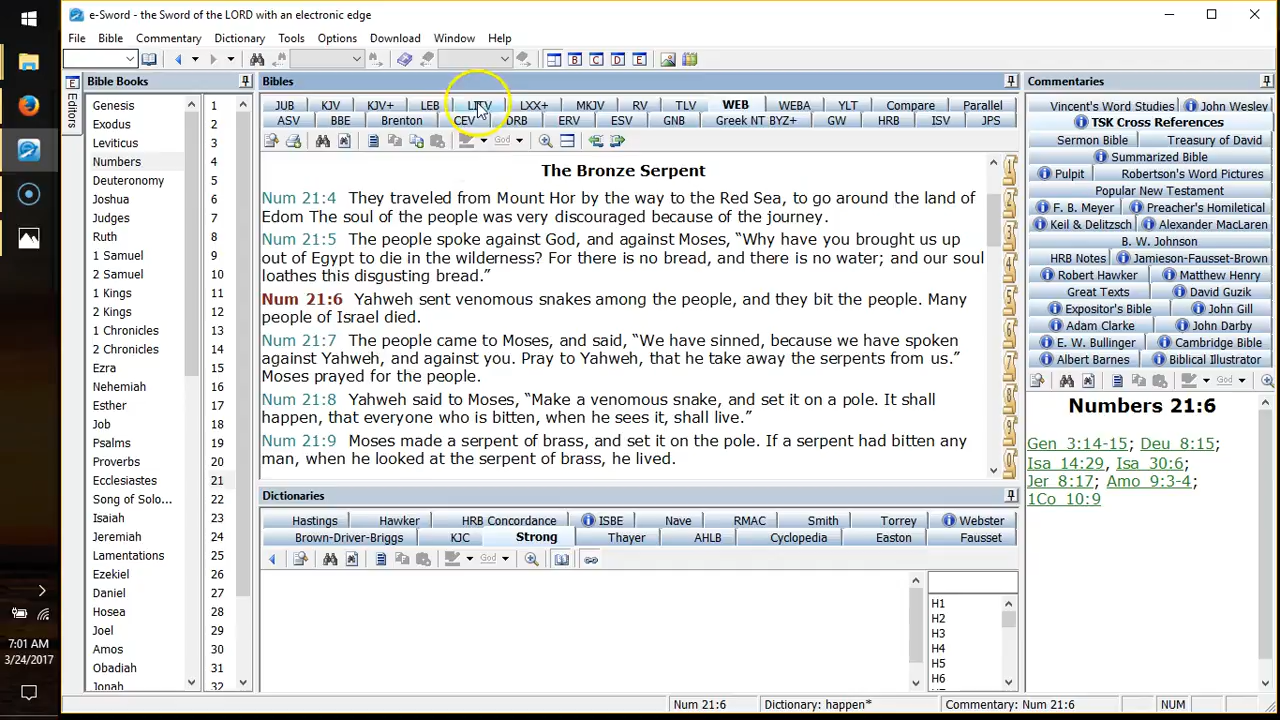 e-Sword - the Sword of the LORD with an electronic edge
File Bible Commentary Dictionary Tools Options Download Window Help
B C D E
Editors
Bible Books
Genesis
Exodus
Leviticus
Numbers
Deuteronomy
Joshua
Judges
Ruth
1 Samuel
2 Samuel
1 Kings
2 Kings
1 Chronicles
2 Chronicles
Ezra
Nehemiah
Esther
Job
Psalms
Proverbs
Ecclesiastes
Song of Solo...
Isaiah
Jeremiah
Lamentations
Ezekiel
Daniel
Hosea
Joel
Amos
Obadiah
Jonah
1
2
3
4
5
6
7
8
9
10
11
12
13
14
15
16
17
18
19
20
21
22
23
24
25
26
27
28
29
30
31
32
Bibles
JUB KJV KJV+ LEB LITV LXX+ MKJV RV TLV WEB WEBA YLT Compare Parallel
ASV BBE Brenton CEV DRB ERV ESV GNB Greek NT BYZ+ GW HRB ISV JPS
God
The Bronze Serpent
Num 21:4 They traveled from Mount Hor by the way to the Red Sea, to go around the land of
Edom The soul of the people was very discouraged because of the journey.
Num 21:5 The people spoke against God, and against Moses, “Why have you brought us up
out of Egypt to die in the wilderness? For there is no bread, and there is no water; and our soul
loathes this disgusting bread.”
Num 21:6 Yahweh sent venomous snakes among the people, and they bit the people. Many
people of Israel died.
Num 21:7 The people came to Moses, and said, “We have sinned, because we have spoken
against Yahweh, and against you. Pray to Yahweh, that he take away the serpents from us.”
Moses prayed for the people.
Num 21:8 Yahweh said to Moses, “Make a venomous snake, and set it on a pole. It shall
happen, that everyone who is bitten, when he sees it, shall live.”
Num 21:9 Moses made a serpent of brass, and set it on the pole. If a serpent had bitten any
man, when he looked at the serpent of brass, he lived.
1
2
3
4
5
6
7
8
9
0
Dictionaries
Hastings Hawker HRB Concordance ISBE Nave RMAC Smith Torrey Webster
Brown-Driver-Briggs KJC Strong Thayer AHLB Cyclopedia Easton Fausset
God
H1
H2
H3
H4
H5
H6
Commentaries
Vincent's Word Studies John Wesley
TSK Cross References
Sermon Bible Treasury of David
Summarized Bible
Pulpit Robertson's Word Pictures
Popular New Testament
F. B. Meyer Preacher's Homiletical
Keil & Delitzsch Alexander MacLaren
B. W. Johnson
HRB Notes Jamieson-Fausset-Brown
Robert Hawker Matthew Henry
Great Texts David Guzik
Expositor's Bible John Gill
Adam Clarke John Darby
E. W. Bullinger Cambridge Bible
Albert Barnes Biblical Illustrator
God
Numbers 21:6
Gen 3:14-15; Deu 8:15;
Isa 14:29, Isa 30:6;
Jer 8:17; Amo 9:3-4;
1Co 10:9
7:01 AM
3/24/2017
Num 21:6 Dictionary: happen* Commentary: Num 21:6 NUM